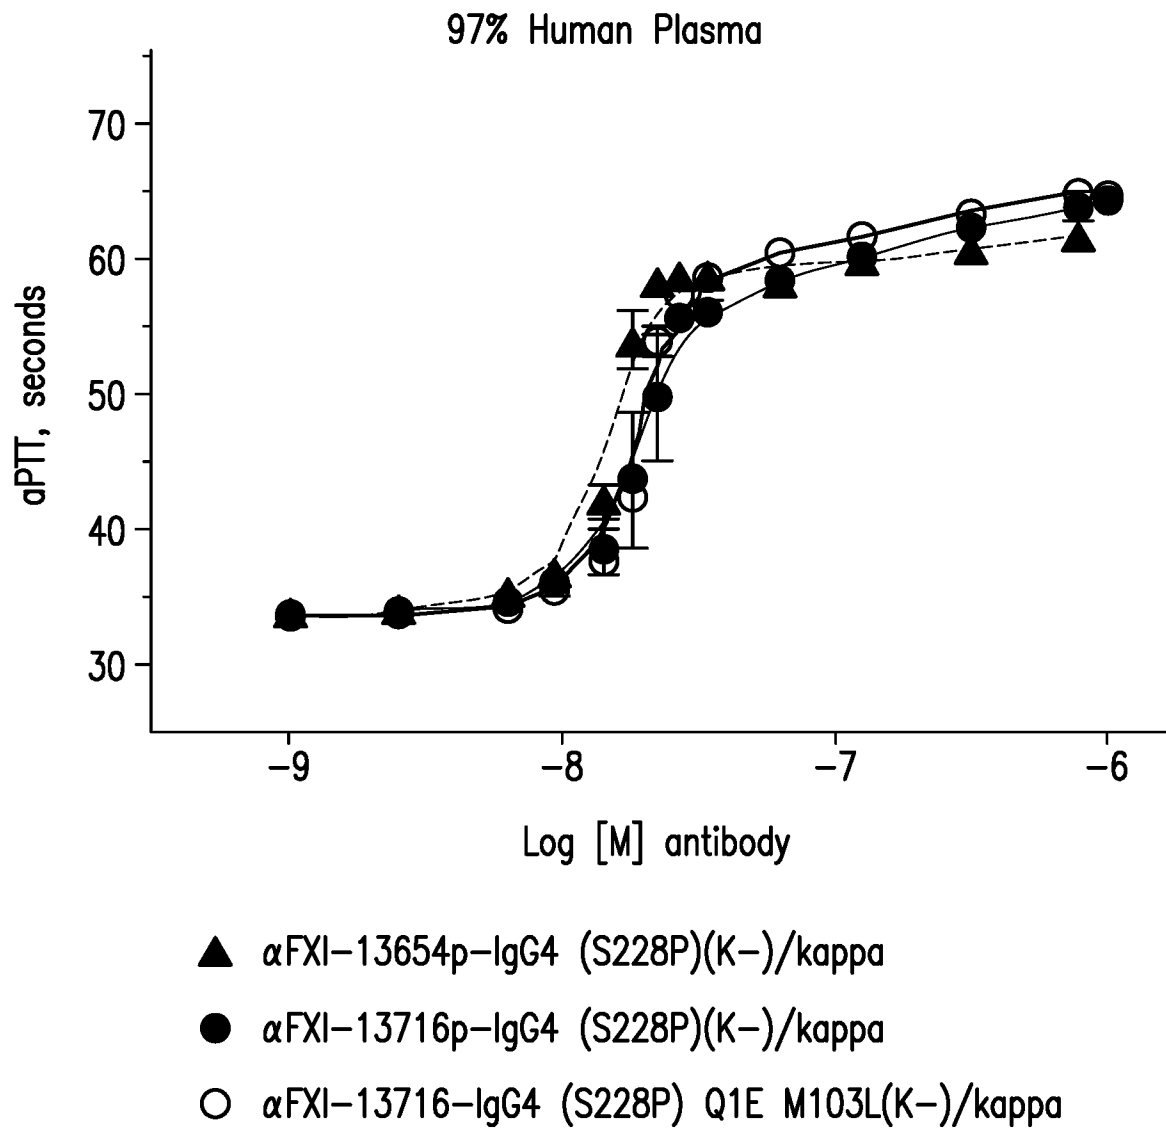 97% Human Plasma
70
60
50
40
30
aPTT, seconds
−9 −8 −7 −6
Log [M] antibody
▲ αFXI−13654p−IgG4 (S228P)(K−)/kappa
● αFXI−13716p−IgG4 (S228P)(K−)/kappa
○ αFXI−13716−IgG4 (S228P) Q1E M103L(K−)/kappa